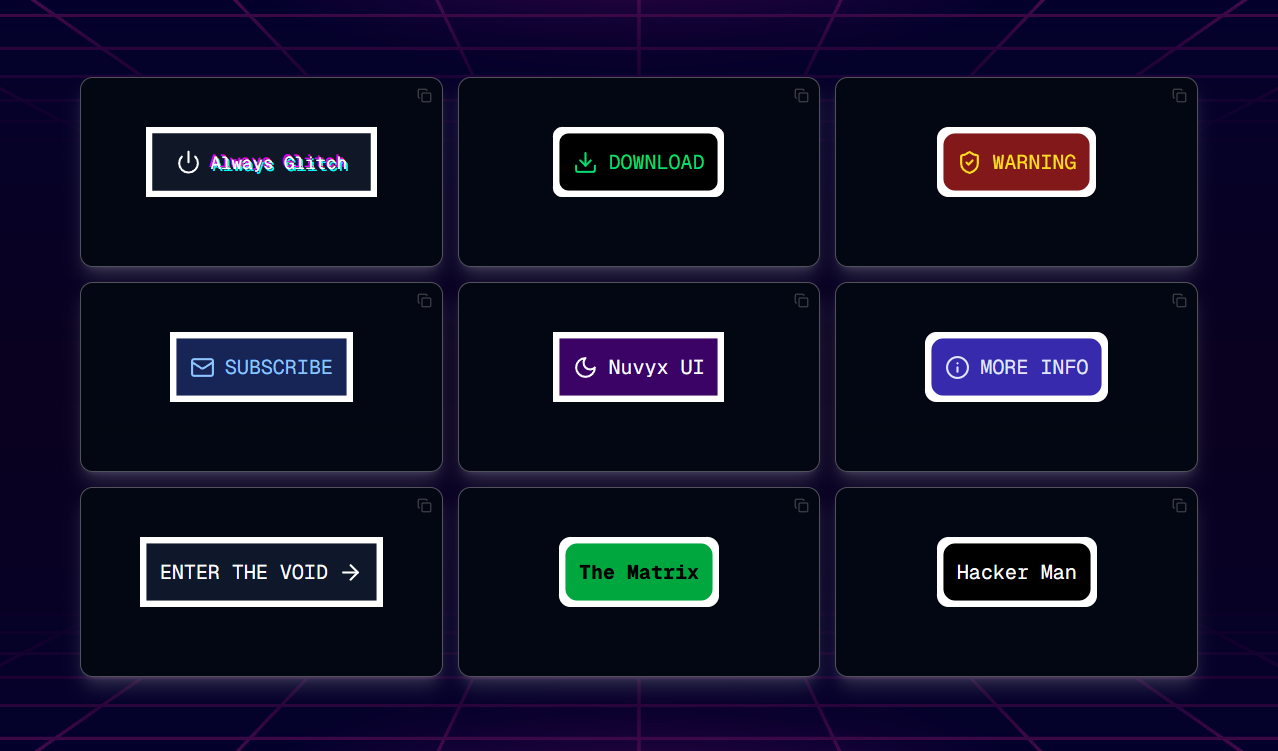 Always Glitch
DOWNLOAD
WARNING
SUBSCRIBE
Nuvyx UI
MORE INFO
ENTER THE VOID
The Matrix
Hacker Man